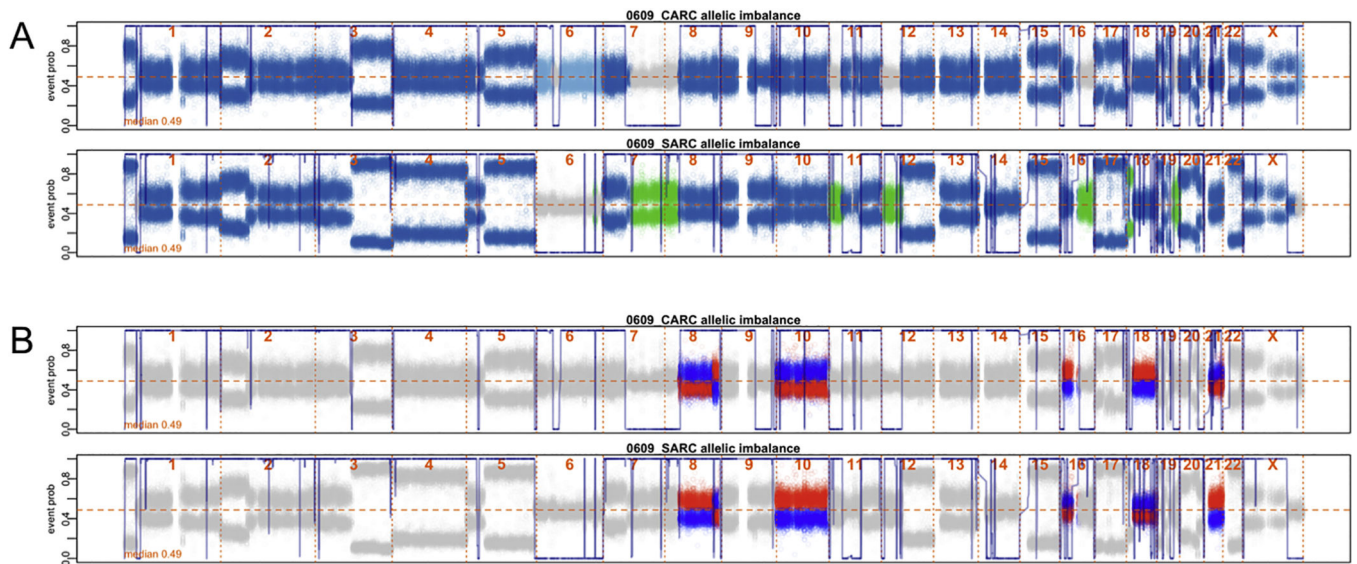 A
0609_CARC allelic imbalance
event prob
0,0 0,4 0,8
1 2 3 4 5 6 7 8 9 10 11 12 13 14 15 16 17 18 19 20 21 22 X
median 0.49
0609_SARC allelic imbalance
event prob
0,0 0,4 0,8
1 2 3 4 5 6 7 8 9 10 11 12 13 14 15 16 17 18 19 20 21 22 X
median 0.49
B
0609_CARC allelic imbalance
event prob
0,0 0,4 0,8
1 2 3 4 5 6 7 8 9 10 11 12 13 14 15 16 17 18 19 20 21 22 X
median 0.49
0609_SARC allelic imbalance
event prob
0,0 0,4 0,8
1 2 3 4 5 6 7 8 9 10 11 12 13 14 15 16 17 18 19 20 21 22 X
median 0.49